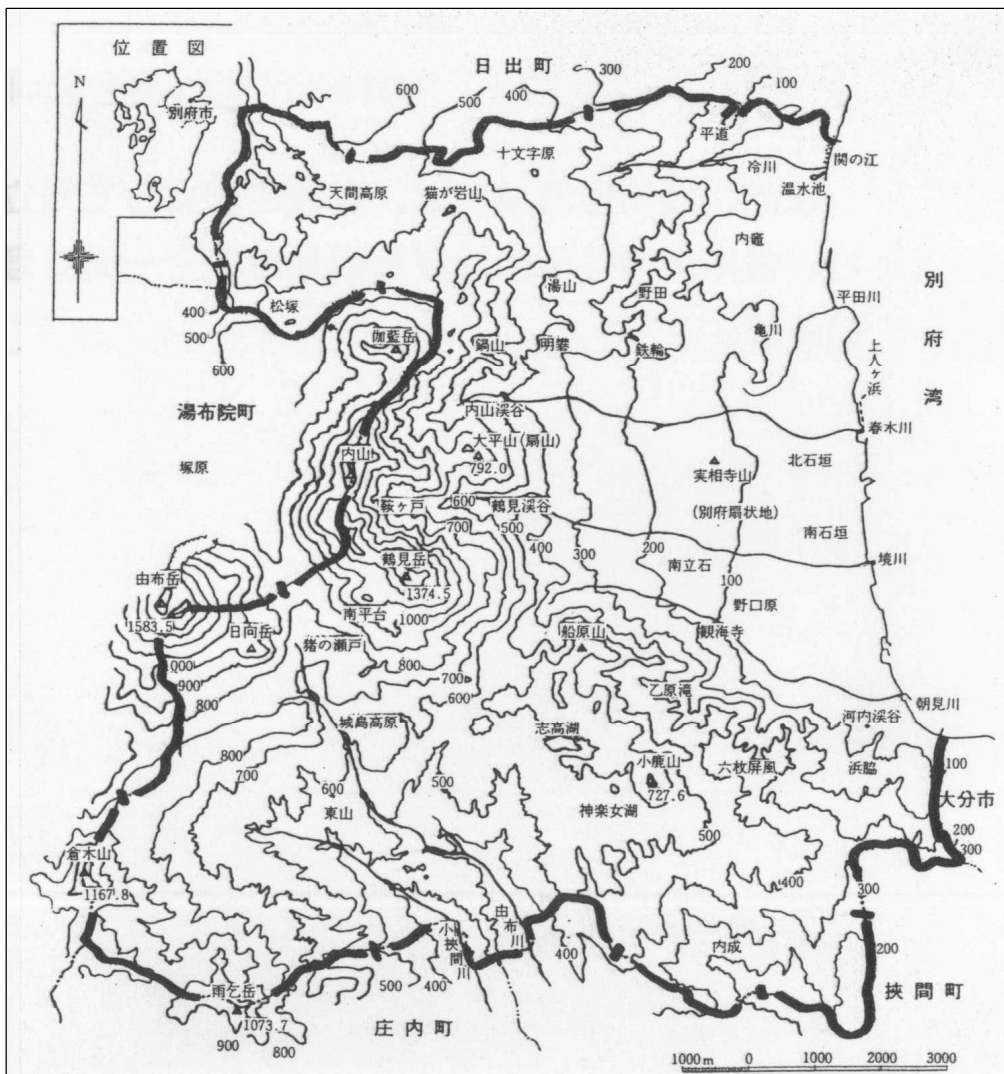 位置図
N
別府市
日出町
300
200
100
600
500
400
平道
十文字原
冷川
関の江
温水池
天間高原
猫が岩山
内竈
別府湾
湯山
野田
平田川
松塚
400
500
600
亀川
伽藍岳
鍋山
明礬
鉄輪
上人ヶ浜
湯布院町
内山渓谷
春木川
大平山(扇山)
792.0
内山
北石垣
塚原
実相寺山
鞍ヶ戸
600
鶴見渓谷
(別府扇状地)
700
500
南石垣
400
300
200
鶴見岳
南立石
境川
由布岳
1374.5
100
1583.5
南平台
1000
野口原
日向岳
船原山
観海寺
猪の瀬戸
1000
800
900
700
乙原滝
800
600
朝見川
城島高原
志高湖
河内渓谷
800
小鹿山
六枚屏風
浜脇
100
700
500
727.6
大分市
600
東山
神楽女湖
200
500
300
倉木山
400
300
1167.8
由布川
小挾間川
400
内成
200
雨乞岳
500
400
挾間町
1073.7
庄内町
900
800
1000m
0
1000
2000
3000